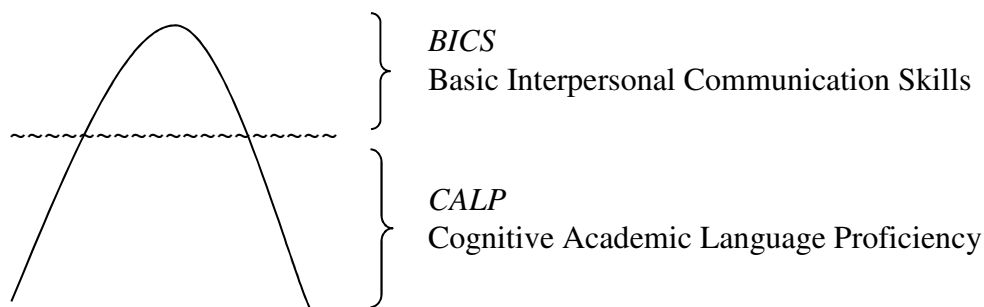 BICS
Basic Interpersonal Communication Skills
CALP
Cognitive Academic Language Proficiency